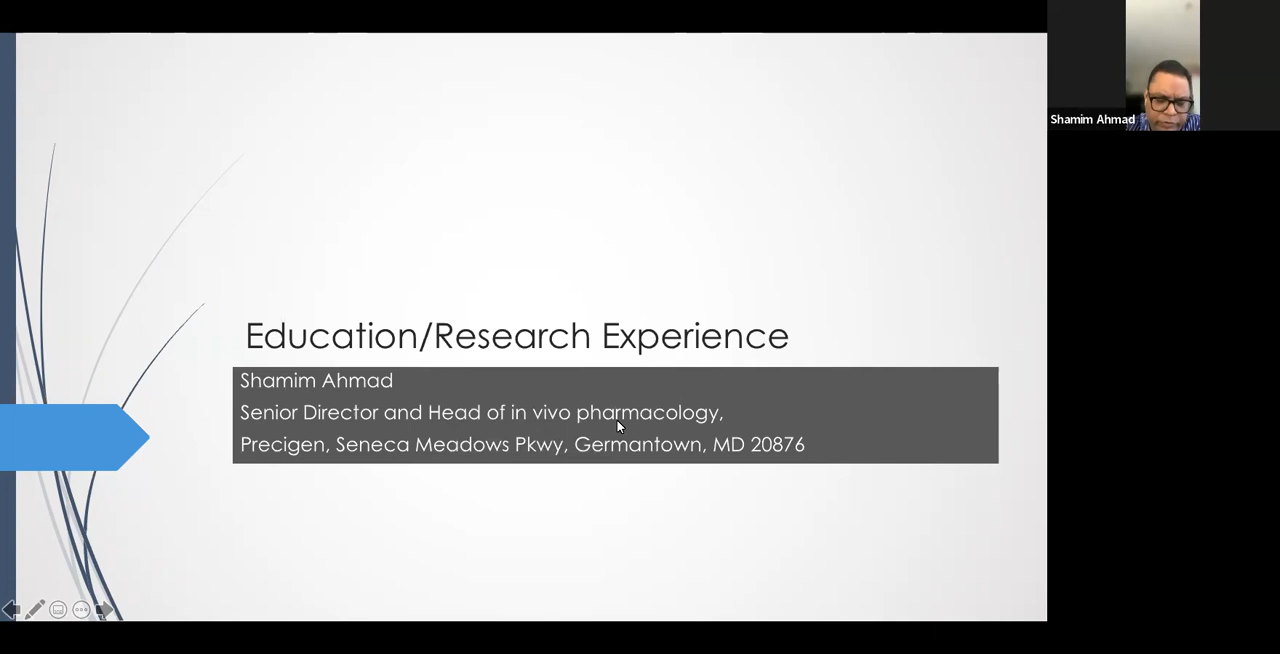 Education/Research Experience
Shamim Ahmad
Senior Director and Head of in vivo pharmacology,
Precigen, Seneca Meadows Pkwy, Germantown, MD 20876
Shamim Ahmad